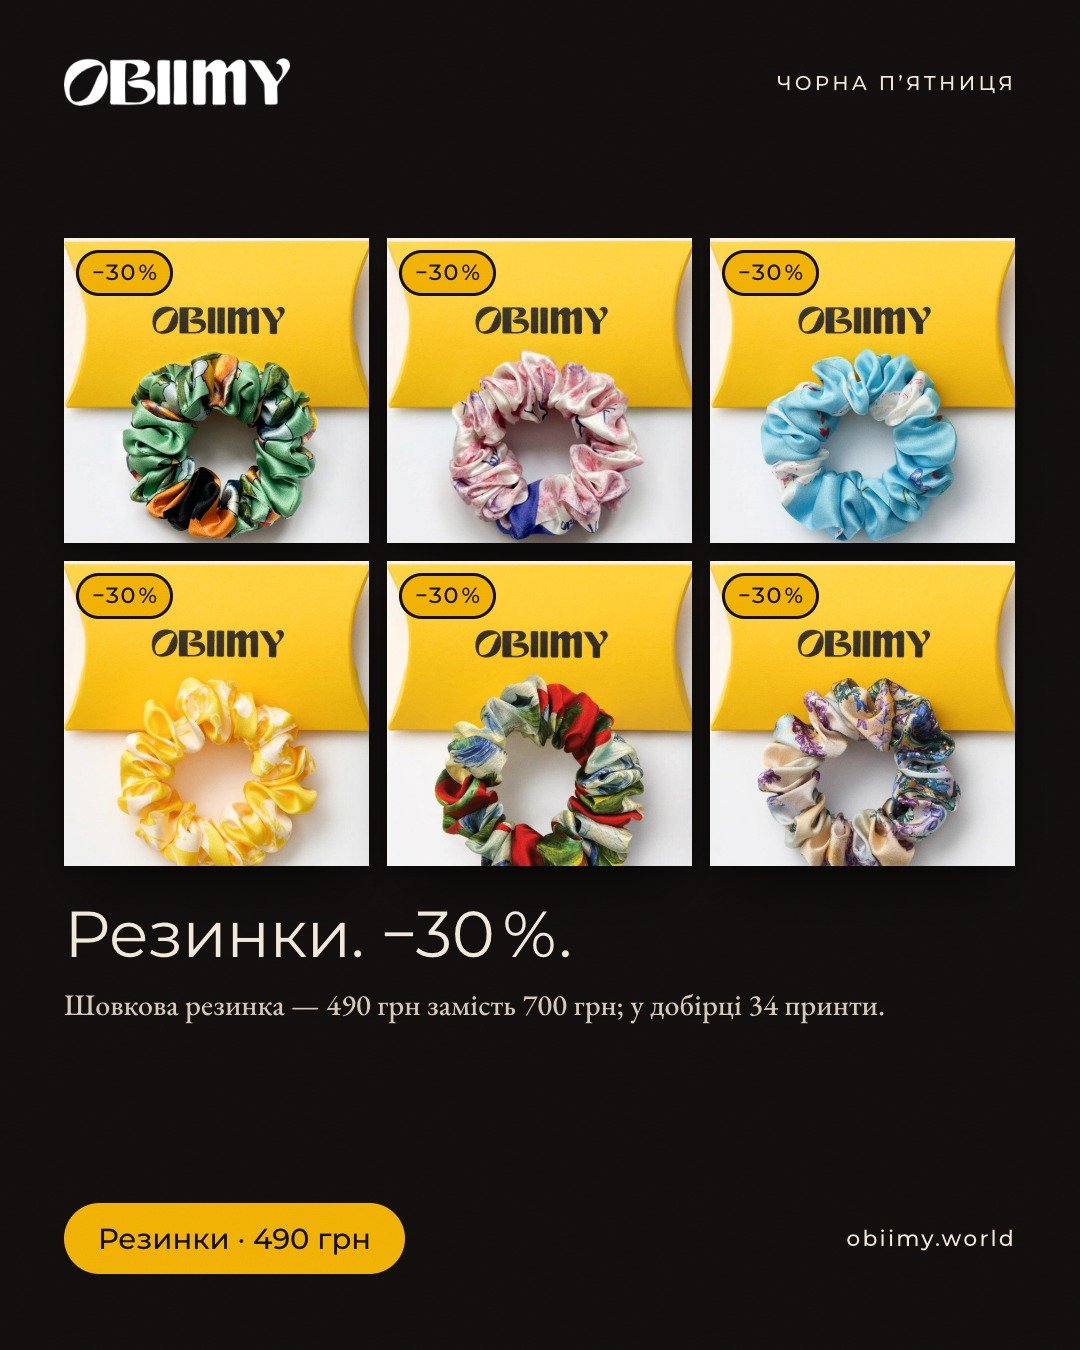 OBIIMY
ЧОРНА П’ЯТНИЦЯ
−30 %
−30 %
−30 %
OBIIMY
OBIIMY
OBIIMY
−30 %
−30 %
−30 %
OBIIMY
OBIIMY
OBIIMY
Резинки. −30 %.
Шовкова резинка — 490 грн замість 700 грн; у добірці 34 принти.
Резинки · 490 грн
obiimy.world